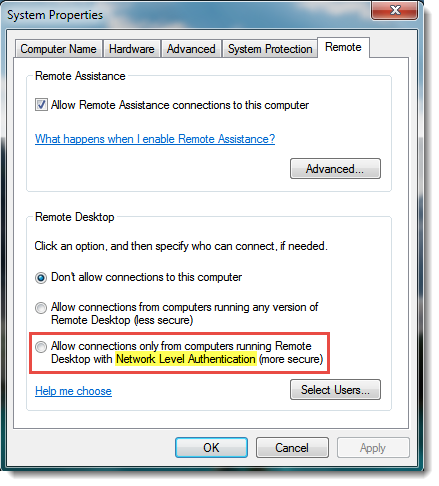 System Properties
Computer Name
Hardware
Advanced
System Protection
Remote
Remote Assistance
Allow Remote Assistance connections to this computer
What happens when I enable Remote Assistance?
Advanced...
Remote Desktop
Click an option, and then specify who can connect, if needed.
Don't allow connections to this computer
Allow connections from computers running any version of
Remote Desktop (less secure)
Allow connections only from computers running Remote
Desktop with Network Level Authentication (more secure)
Help me choose
Select Users...
OK
Cancel
Apply